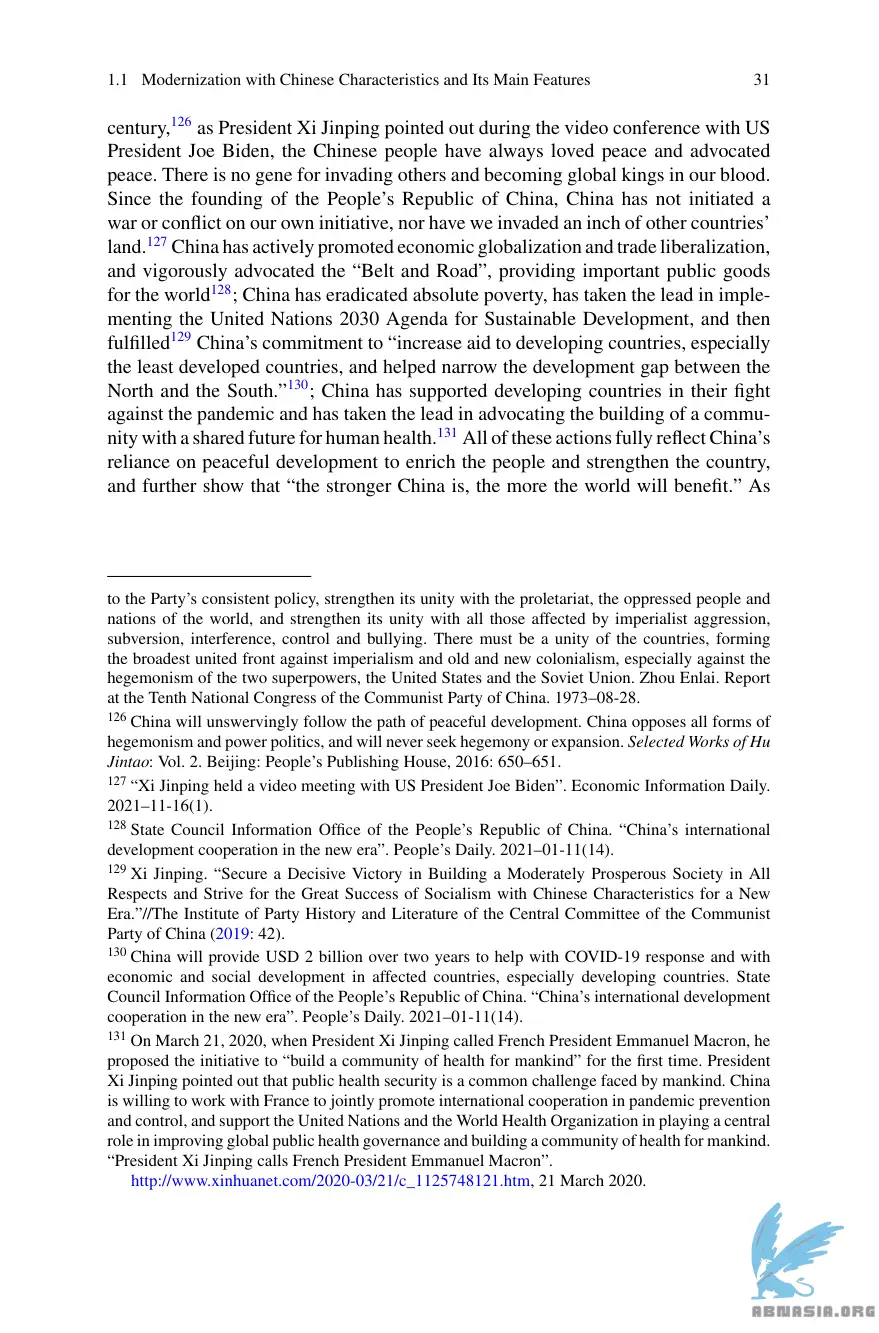 1.1 Modernization with Chinese Characteristics and Its Main Features 31
century,126 as President Xi Jinping pointed out during the video conference with US
President Joe Biden, the Chinese people have always loved peace and advocated
peace. There is no gene for invading others and becoming global kings in our blood.
Since the founding of the People’s Republic of China, China has not initiated a
war or conflict on our own initiative, nor have we invaded an inch of other countries’
land.127 China has actively promoted economic globalization and trade liberalization,
and vigorously advocated the “Belt and Road”, providing important public goods
for the world128; China has eradicated absolute poverty, has taken the lead in imple-
menting the United Nations 2030 Agenda for Sustainable Development, and then
fulfilled129 China’s commitment to “increase aid to developing countries, especially
the least developed countries, and helped narrow the development gap between the
North and the South.”130; China has supported developing countries in their fight
against the pandemic and has taken the lead in advocating the building of a commu-
nity with a shared future for human health.131 All of these actions fully reflect China’s
reliance on peaceful development to enrich the people and strengthen the country,
and further show that “the stronger China is, the more the world will benefit.” As
to the Party’s consistent policy, strengthen its unity with the proletariat, the oppressed people and
nations of the world, and strengthen its unity with all those affected by imperialist aggression,
subversion, interference, control and bullying. There must be a unity of the countries, forming
the broadest united front against imperialism and old and new colonialism, especially against the
hegemonism of the two superpowers, the United States and the Soviet Union. Zhou Enlai. Report
at the Tenth National Congress of the Communist Party of China. 1973–08-28.
126 China will unswervingly follow the path of peaceful development. China opposes all forms of
hegemonism and power politics, and will never seek hegemony or expansion. Selected Works of Hu
Jintao: Vol. 2. Beijing: People’s Publishing House, 2016: 650–651.
127 “Xi Jinping held a video meeting with US President Joe Biden”. Economic Information Daily.
2021–11-16(1).
128 State Council Information Office of the People’s Republic of China. “China’s international
development cooperation in the new era”. People’s Daily. 2021–01-11(14).
129 Xi Jinping. “Secure a Decisive Victory in Building a Moderately Prosperous Society in All
Respects and Strive for the Great Success of Socialism with Chinese Characteristics for a New
Era.”//The Institute of Party History and Literature of the Central Committee of the Communist
Party of China (2019: 42).
130 China will provide USD 2 billion over two years to help with COVID-19 response and with
economic and social development in affected countries, especially developing countries. State
Council Information Office of the People’s Republic of China. “China’s international development
cooperation in the new era”. People’s Daily. 2021–01-11(14).
131 On March 21, 2020, when President Xi Jinping called French President Emmanuel Macron, he
proposed the initiative to “build a community of health for mankind” for the first time. President
Xi Jinping pointed out that public health security is a common challenge faced by mankind. China
is willing to work with France to jointly promote international cooperation in pandemic prevention
and control, and support the United Nations and the World Health Organization in playing a central
role in improving global public health governance and building a community of health for mankind.
“President Xi Jinping calls French President Emmanuel Macron”.
http://www.xinhuanet.com/2020-03/21/c_1125748121.htm, 21 March 2020.
ABNASIA.ORG